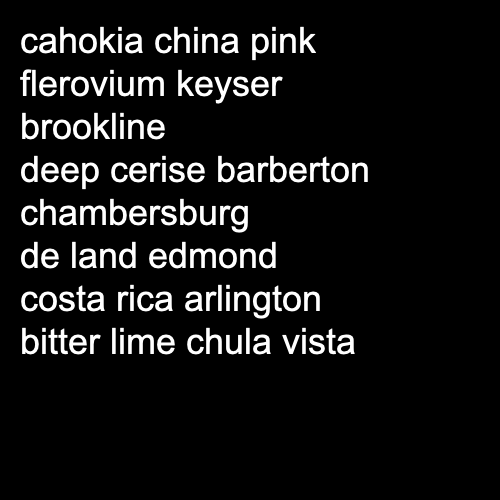 cahokia china pink
flerovium keyser
brookline
deep cerise barberton
chambersburg
de land edmond
costa rica arlington
bitter lime chula vista